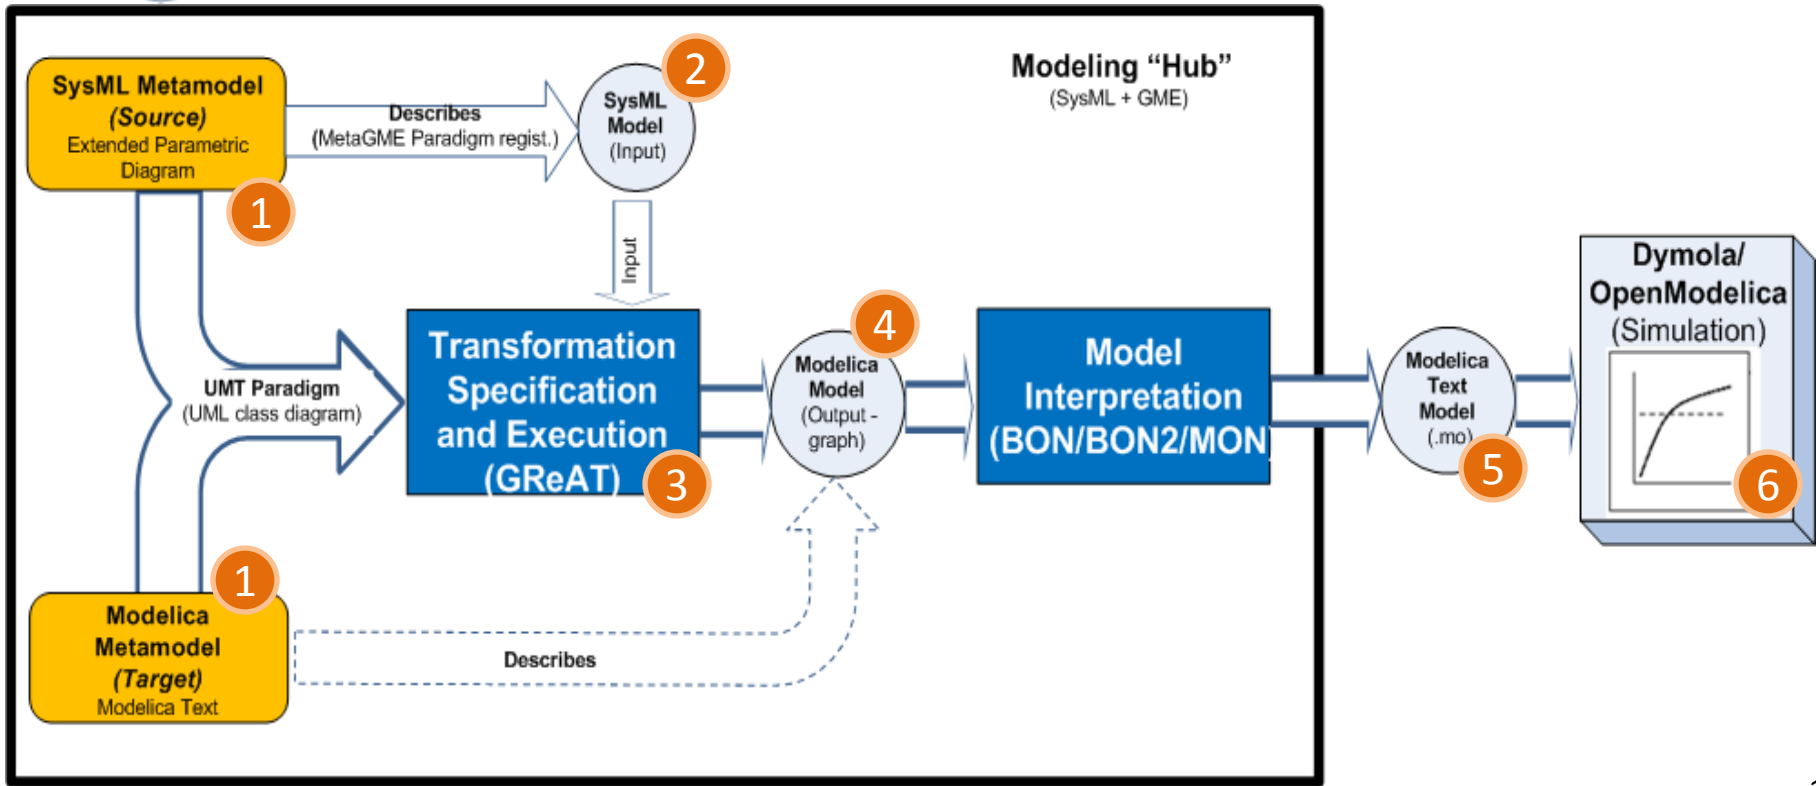 SysML Metamodel
(Source)
Extended Parametric
Diagram
1
Describes
(MetaGME Paradigm regist.)
2
SysML
Model
(Input)
Modeling “Hub”
(SysML + GME)
Input
UMT Paradigm
(UML class diagram)
Transformation
Specification
and Execution
(GReAT)
3
4
Modelica
Model
(Output -
graph)
Model
Interpretation
(BON/BON2/MON
Modelica
Text
Model
(.mo)
5
Dymola/
OpenModelica
(Simulation)
6
1
Modelica
Metamodel
(Target)
Modelica Text
Describes